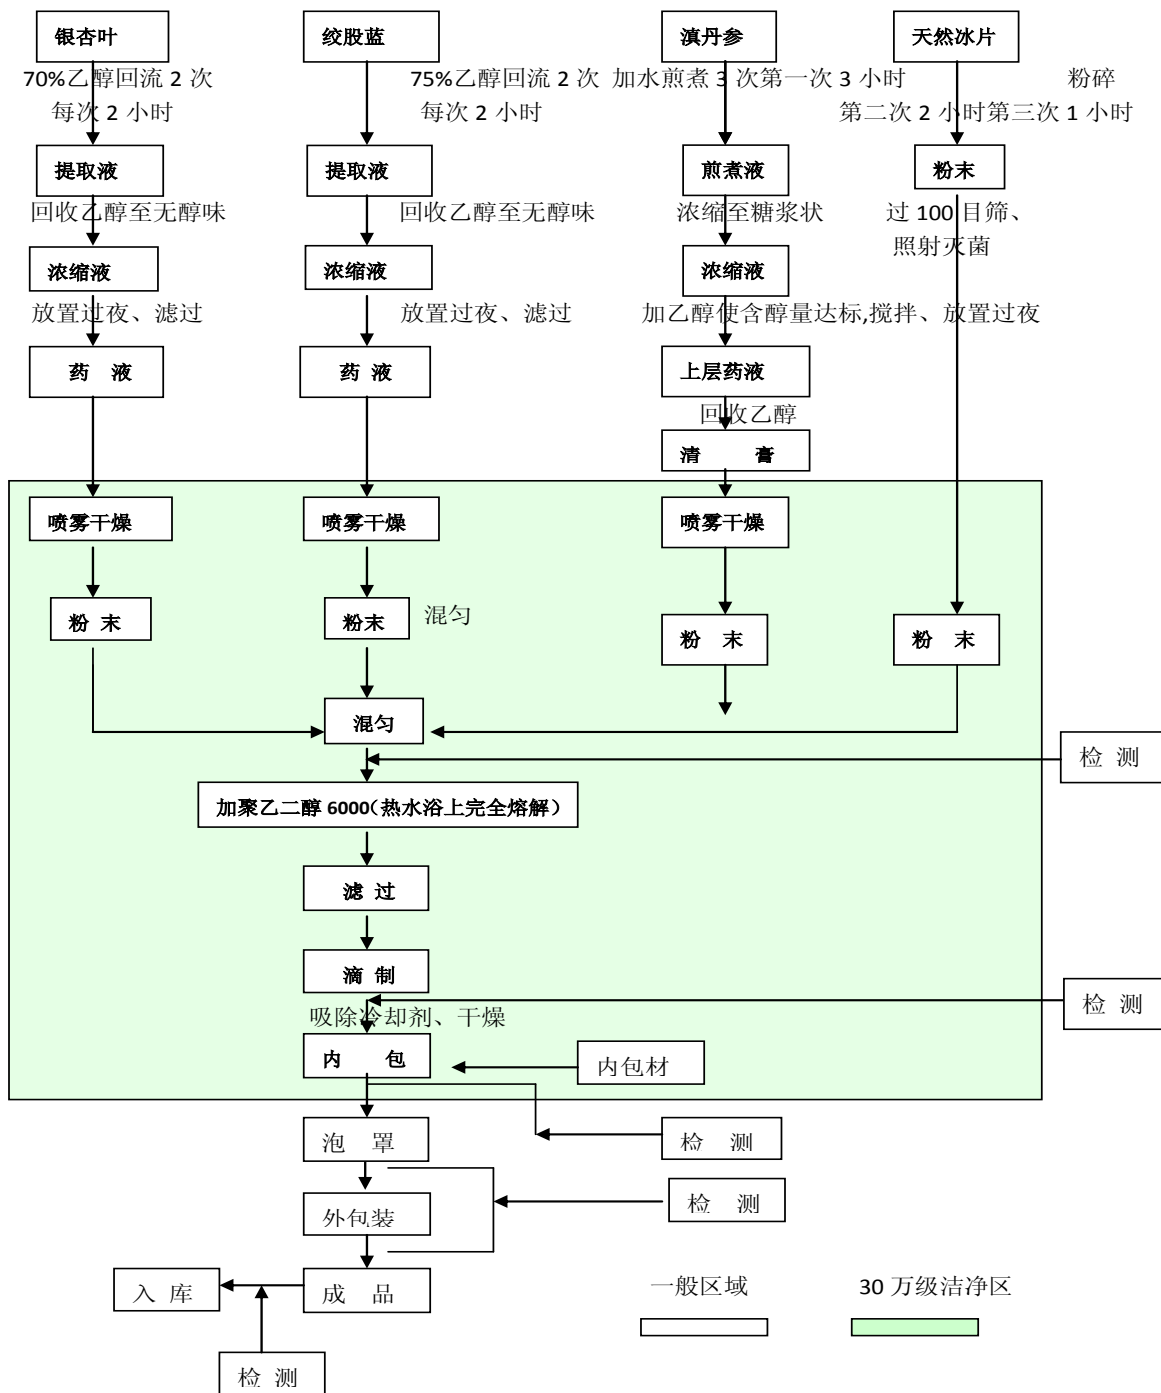 银杏叶
绞股蓝
滇丹参
天然冰片
70%乙醇回流 2 次
每次 2 小时
75%乙醇回流 2 次
每次 2 小时
加水煎煮 3 次第一次 3 小时
第二次 2 小时第三次 1 小时
粉碎
提取液
提取液
煎煮液
粉末
回收乙醇至无醇味
回收乙醇至无醇味
浓缩至糖浆状
过 100 目筛、
照射灭菌
浓缩液
浓缩液
浓缩液
放置过夜、滤过
放置过夜、滤过
加乙醇使含醇量达标,搅拌、放置过夜
药 液
药 液
上层药液
回收乙醇
清 膏
喷雾干燥
喷雾干燥
喷雾干燥
粉 末
粉末
混匀
粉 末
粉 末
混匀
检 测
加聚乙二醇 6000(热水浴上完全熔解)
滤 过
滴 制
检 测
吸除冷却剂、干燥
内 包
内包材
泡 罩
检 测
检 测
外包装
入 库
成 品
检 测
一般区域
30 万级洁净区